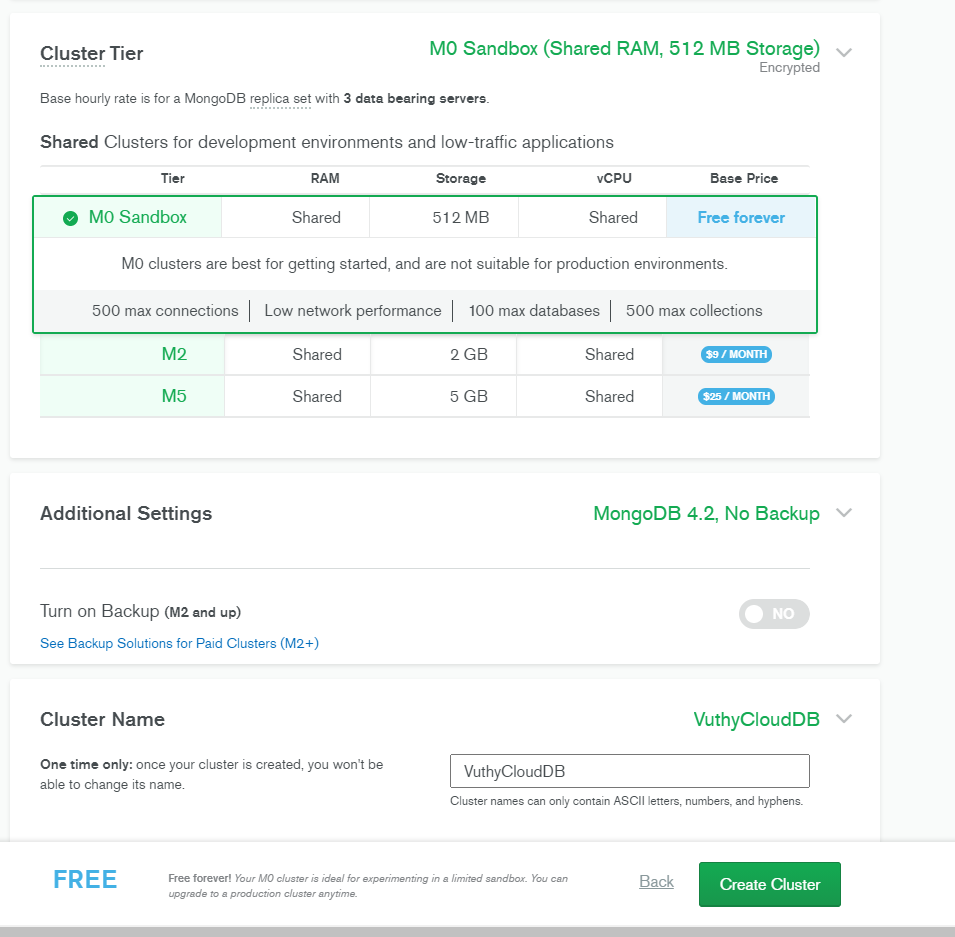 Cluster Tier
M0 Sandbox (Shared RAM, 512 MB Storage)
Encrypted
Base hourly rate is for a MongoDB replica set with 3 data bearing servers.
Shared Clusters for development environments and low-traffic applications
Tier RAM Storage vCPU Base Price
M0 Sandbox Shared 512 MB Shared Free forever
M0 clusters are best for getting started, and are not suitable for production environments.
500 max connections Low network performance 100 max databases 500 max collections
M2 Shared 2 GB Shared $9 / MONTH
M5 Shared 5 GB Shared $25 / MONTH
Additional Settings
MongoDB 4.2, No Backup
Turn on Backup (M2 and up)
NO
See Backup Solutions for Paid Clusters (M2+)
Cluster Name
VuthyCloudDB
One time only: once your cluster is created, you won't be
able to change its name.
VuthyCloudDB
Cluster names can only contain ASCII letters, numbers, and hyphens.
FREE
Free forever! Your M0 cluster is ideal for experimenting in a limited sandbox. You can
upgrade to a production cluster anytime.
Back
Create Cluster